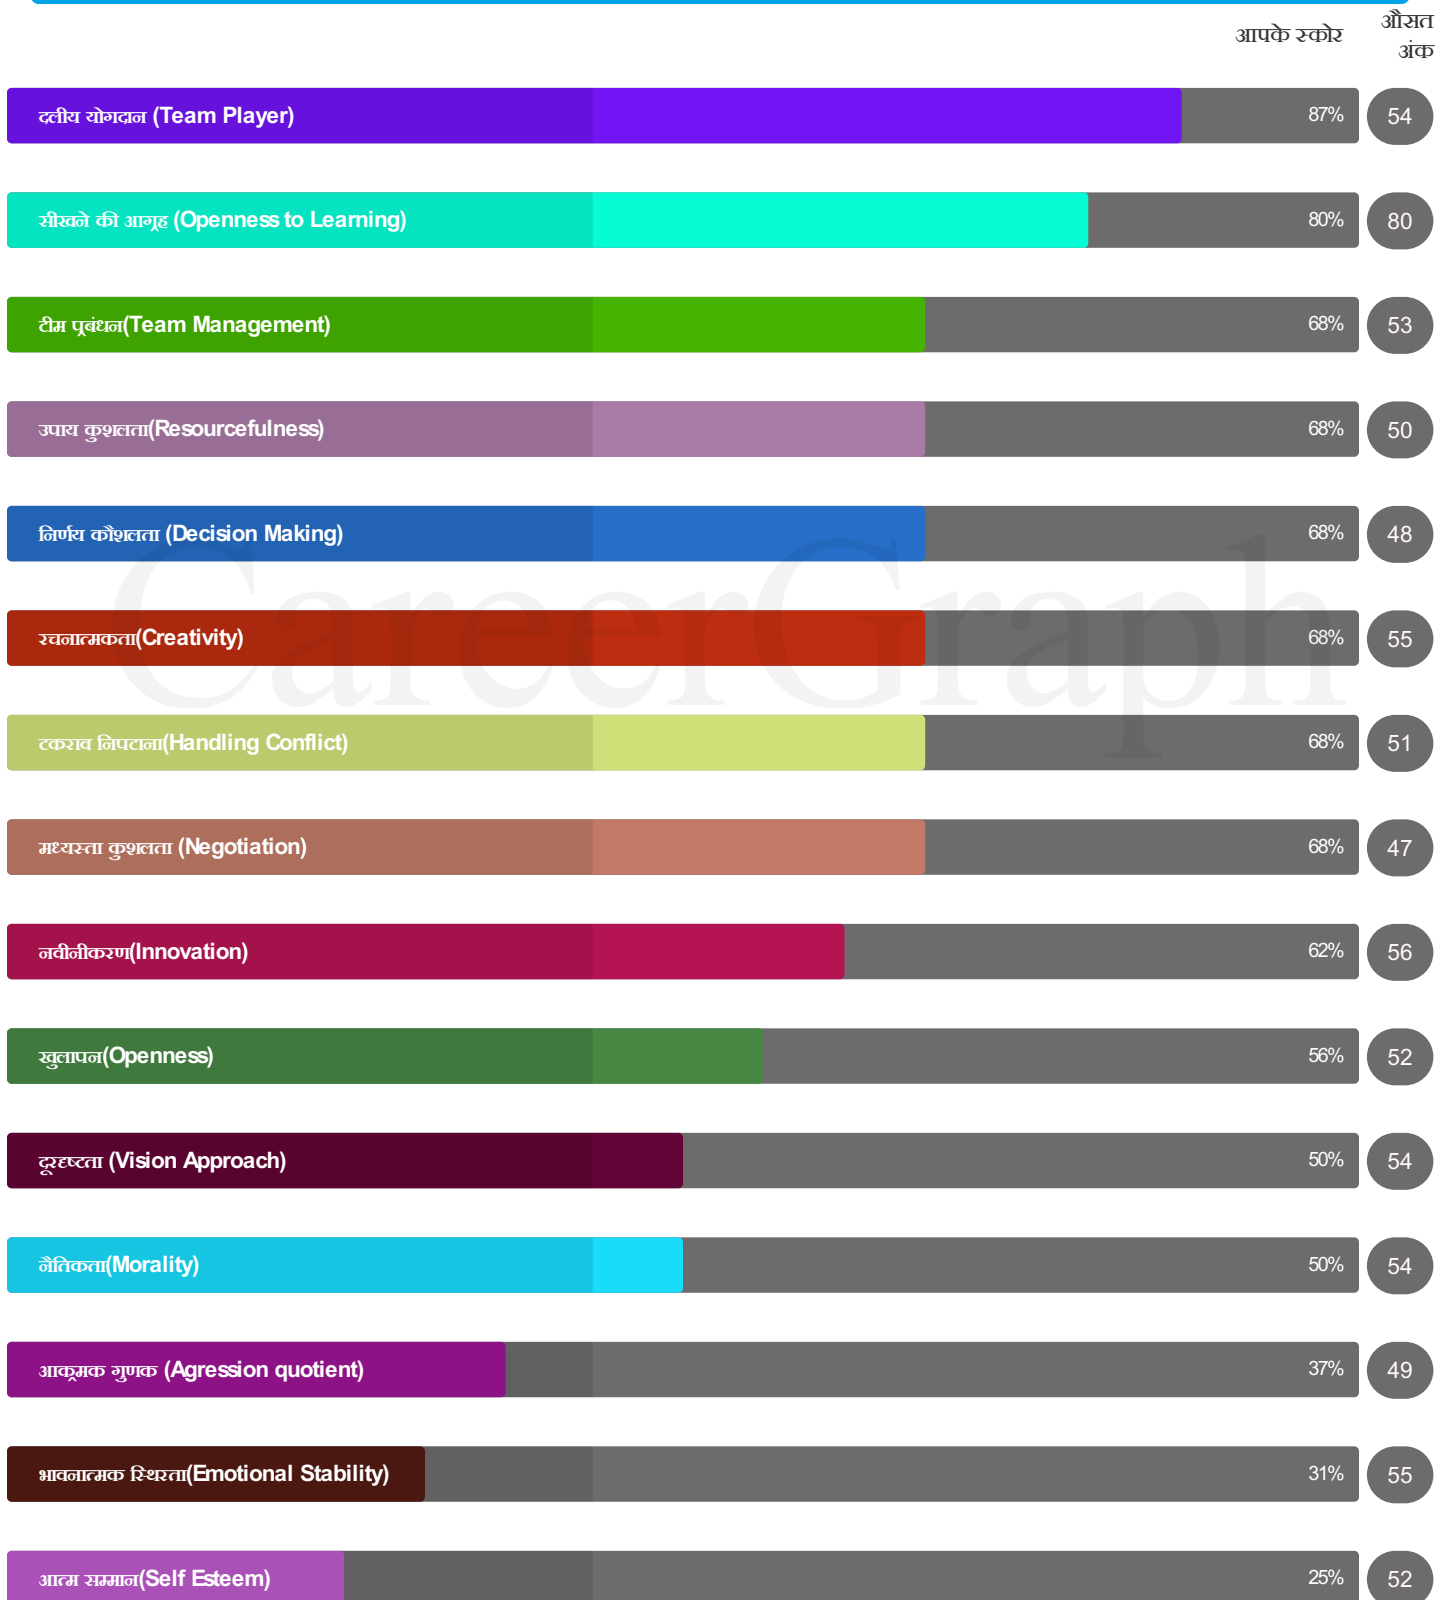 आपके स्कोर औसत
अंक
दलीय योगदान (Team Player) 87% 54
सीखने की आग्रह (Openness to Learning) 80% 80
टीम प्रबंधन(Team Management) 68% 53
उपाय कुशलता(Resourcefulness) 68% 50
निर्णय कौशलता (Decision Making) 68% 48
रचनात्मकता(Creativity) 68% 55
CareerGraph
टकराव निपटाना(Handling Conflict) 68% 51
मध्यस्ता कुशलता (Negotiation) 68% 47
नवीनीकरण(Innovation) 62% 56
खुलापन(Openness) 56% 52
दूरदृष्टता (Vision Approach) 50% 54
नैतिकता(Morality) 50% 54
आक्रमक गुणक (Agression quotient) 37% 49
भावनात्मक स्थिरता(Emotional Stability) 31% 55
आत्म सम्मान(Self Esteem) 25% 52